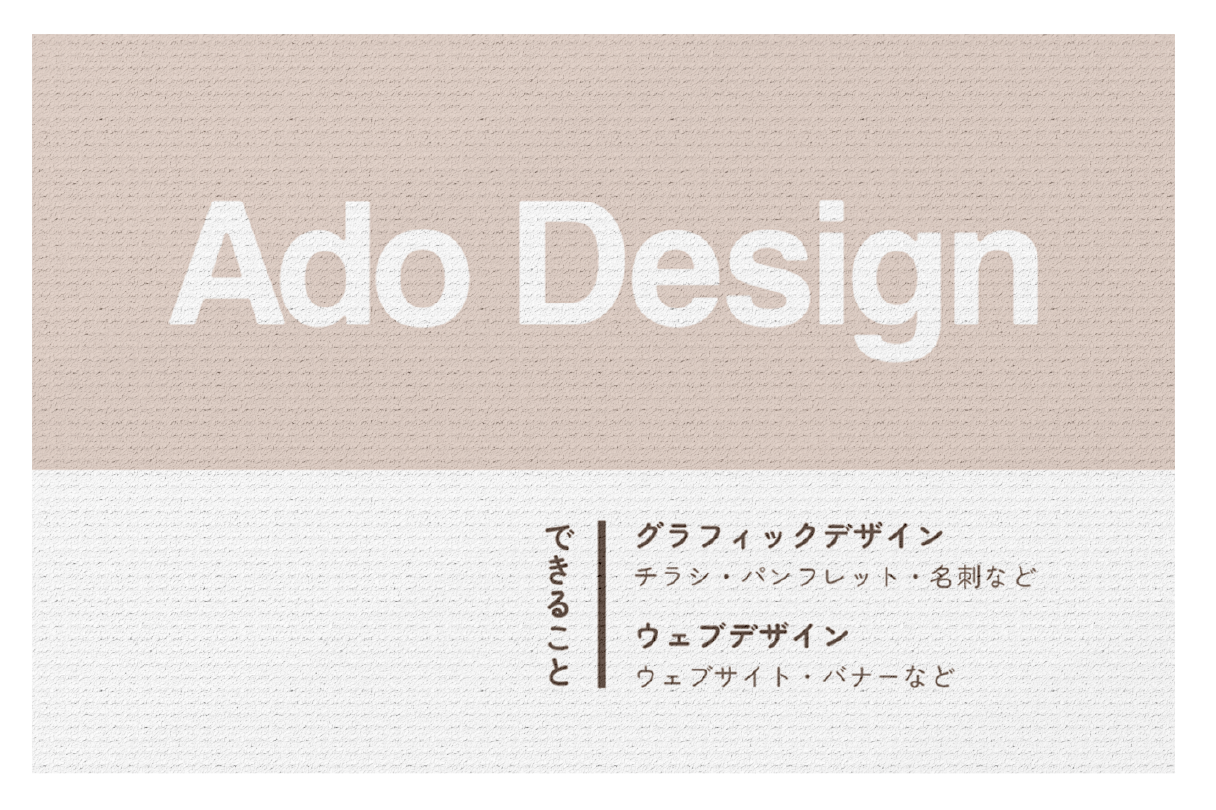 Ado Design
できること
グラフィックデザイン
チラシ・パンフレット・名刺など
ウェブデザイン
ウェブサイト・バナーなど